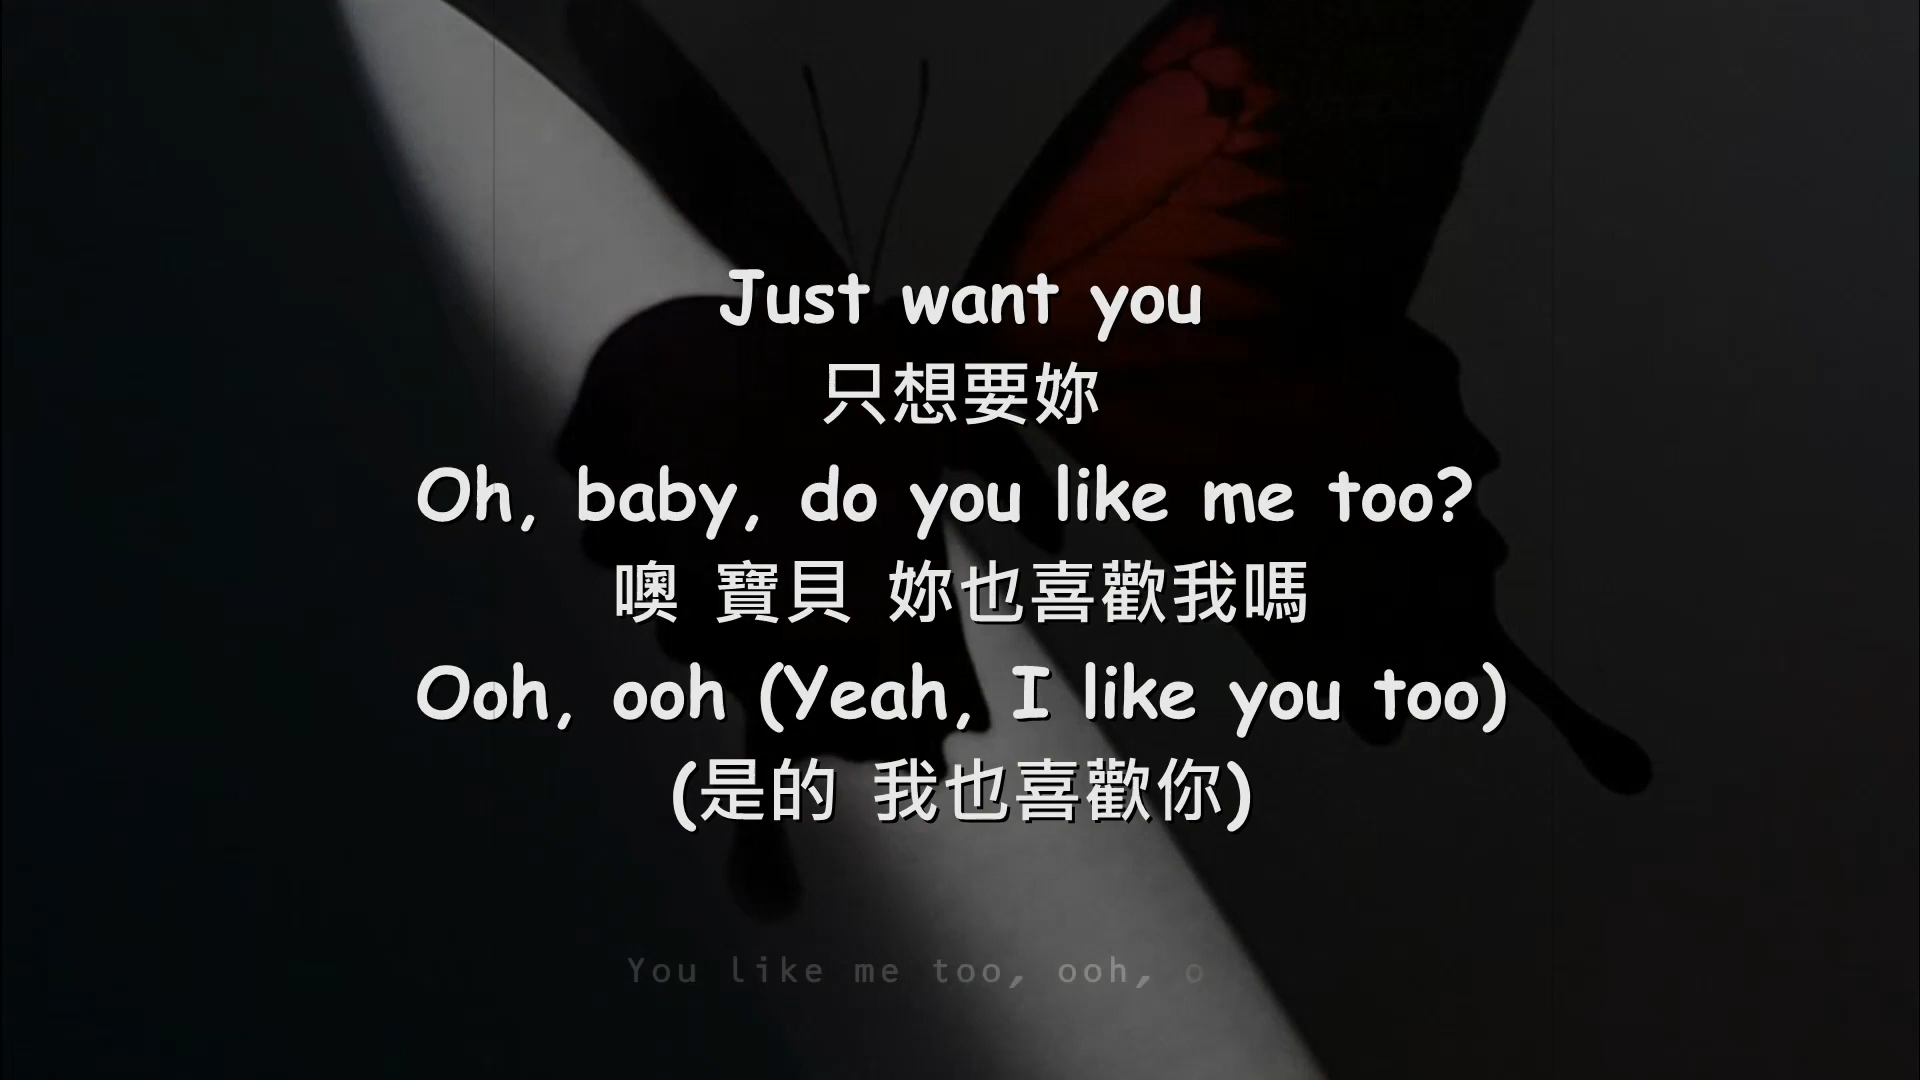 Just want you
只想要妳
Oh, baby, do you like me too?
噢 寶貝 妳也喜歡我嗎
Ooh, ooh (Yeah, I like you too)
(是的 我也喜歡你)
You like me too, ooh, o